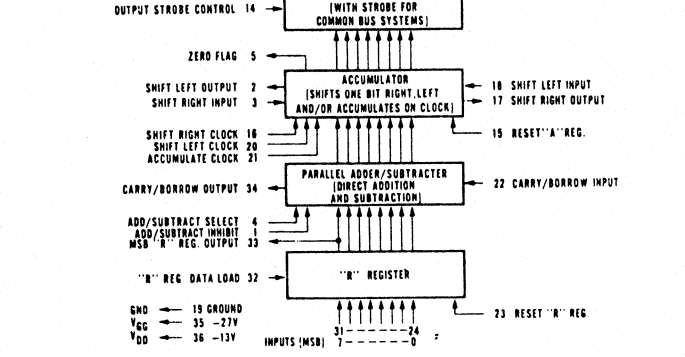 OUTPUT STROBE CONTROL 14
(WITH STROBE FOR
COMMON BUS SYSTEMS)
ZERO FLAG 5
SHIFT LEFT OUTPUT 2
SHIFT RIGHT INPUT 3
ACCUMULATOR
(SHIFTS ONE BIT RIGHT, LEFT
AND/OR ACCUMULATES ON CLOCK)
18 SHIFT LEFT INPUT
17 SHIFT RIGHT OUTPUT
SHIFT RIGHT CLOCK 16
SHIFT LEFT CLOCK 20
ACCUMULATE CLOCK 21
15 RESET "A" REG.
PARALLEL ADDER/SUBTRACTER
(DIRECT ADDITION
AND SUBTRACTION)
CARRY/BORROW OUTPUT 34
22 CARRY/BORROW INPUT
ADD/SUBTRACT SELECT 4
ADD/SUBTRACT INHIBIT 1
MSB "R" REG. OUTPUT 33
"R" REG. DATA LOAD 32
"R" REGISTER
23 RESET "R" REG.
GND 19 GROUND
VGG 35 -27V
VDD 36 -13V
31------24
INPUTS (MSB) 7------0